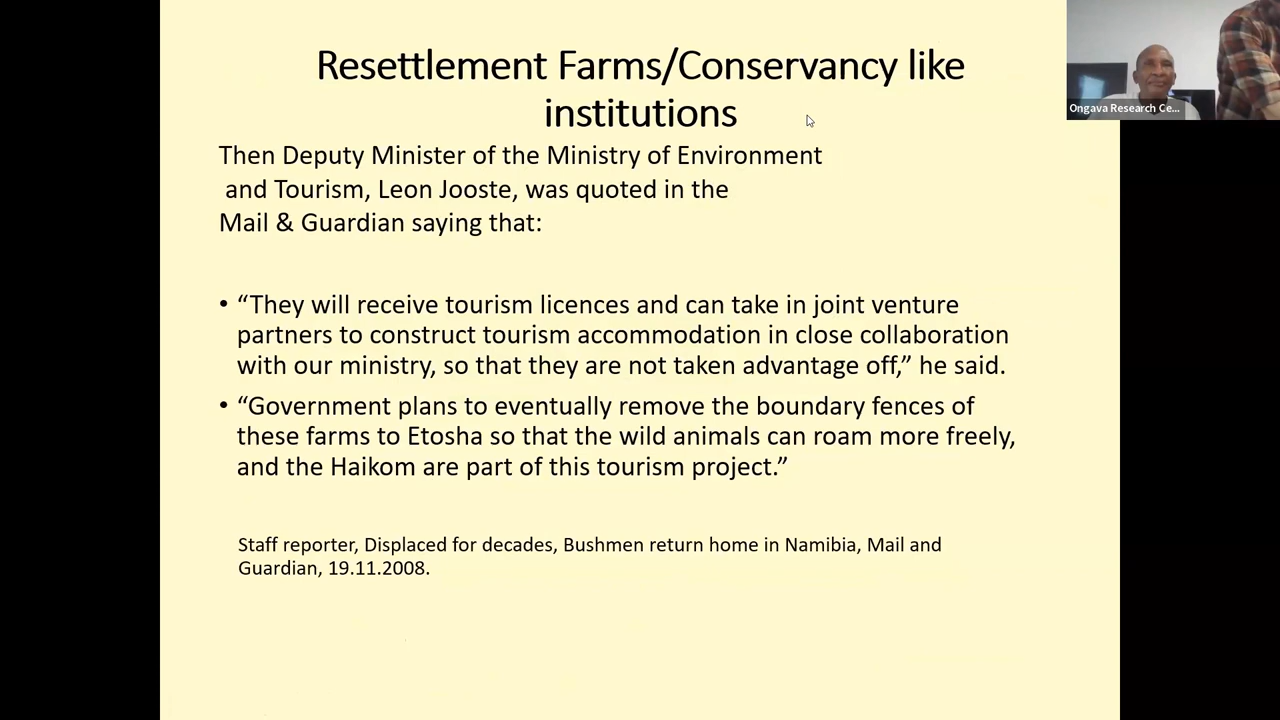 Resettlement Farms/Conservancy like
institutions
Then Deputy Minister of the Ministry of Environment
and Tourism, Leon Jooste, was quoted in the
Mail & Guardian saying that:
• “They will receive tourism licences and can take in joint venture
partners to construct tourism accommodation in close collaboration
with our ministry, so that they are not taken advantage off,” he said.
• “Government plans to eventually remove the boundary fences of
these farms to Etosha so that the wild animals can roam more freely,
and the Haikom are part of this tourism project.”
Staff reporter, Displaced for decades, Bushmen return home in Namibia, Mail and
Guardian, 19.11.2008.
Ongava Research Ce...